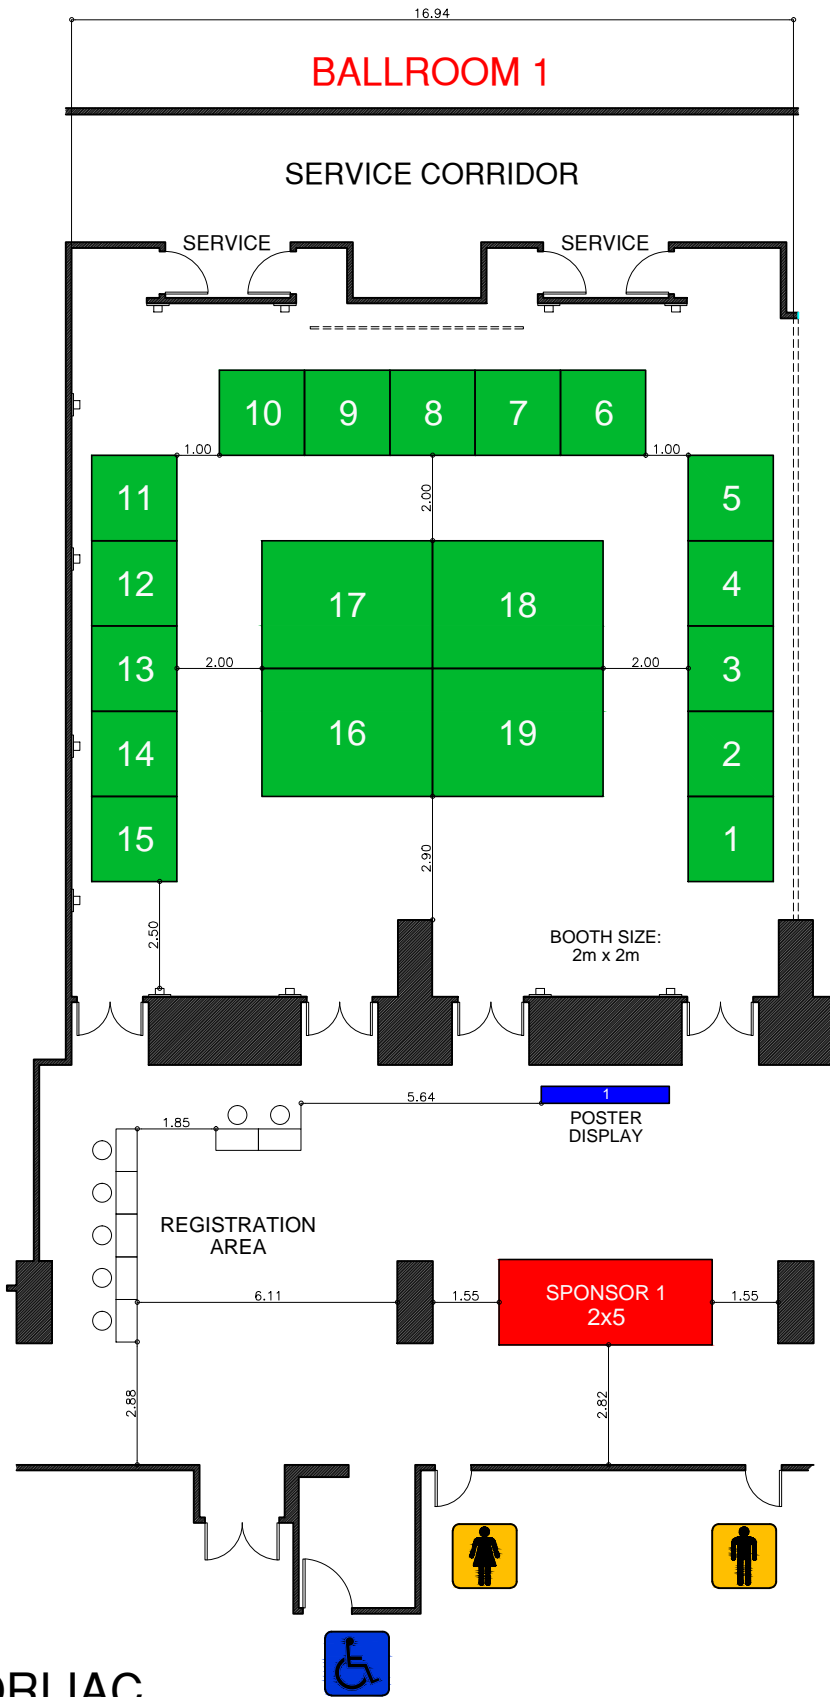 16.94
BALLROOM 1
SERVICE CORRIDOR
SERVICE SERVICE
10 9 8 7 6
1.00 1.00
11 5
2.00
12 4
17 18
13 3
2.00 2.00
16 19
14 2
15 1
2.90
2.50
BOOTH SIZE:
2m x 2m
5.64
1
1.85
POSTER
DISPLAY
REGISTRATION
AREA
6.11 1.55 1.55
SPONSOR 1
2x5
2.88 2.82